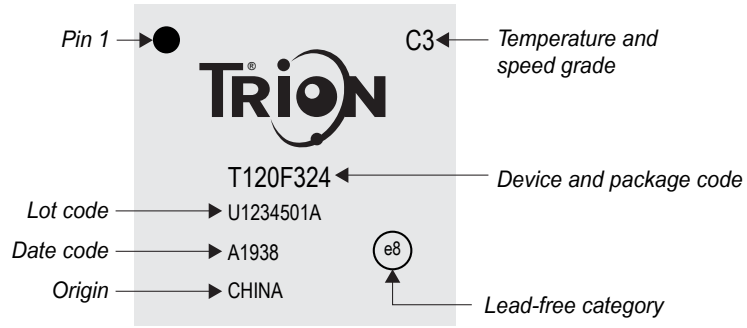 Pin 1
C3
Temperature and
speed grade
TRION®
T120F324
Device and package code
Lot code
U1234501A
Date code
A1938
e8
Origin
CHINA
Lead-free category